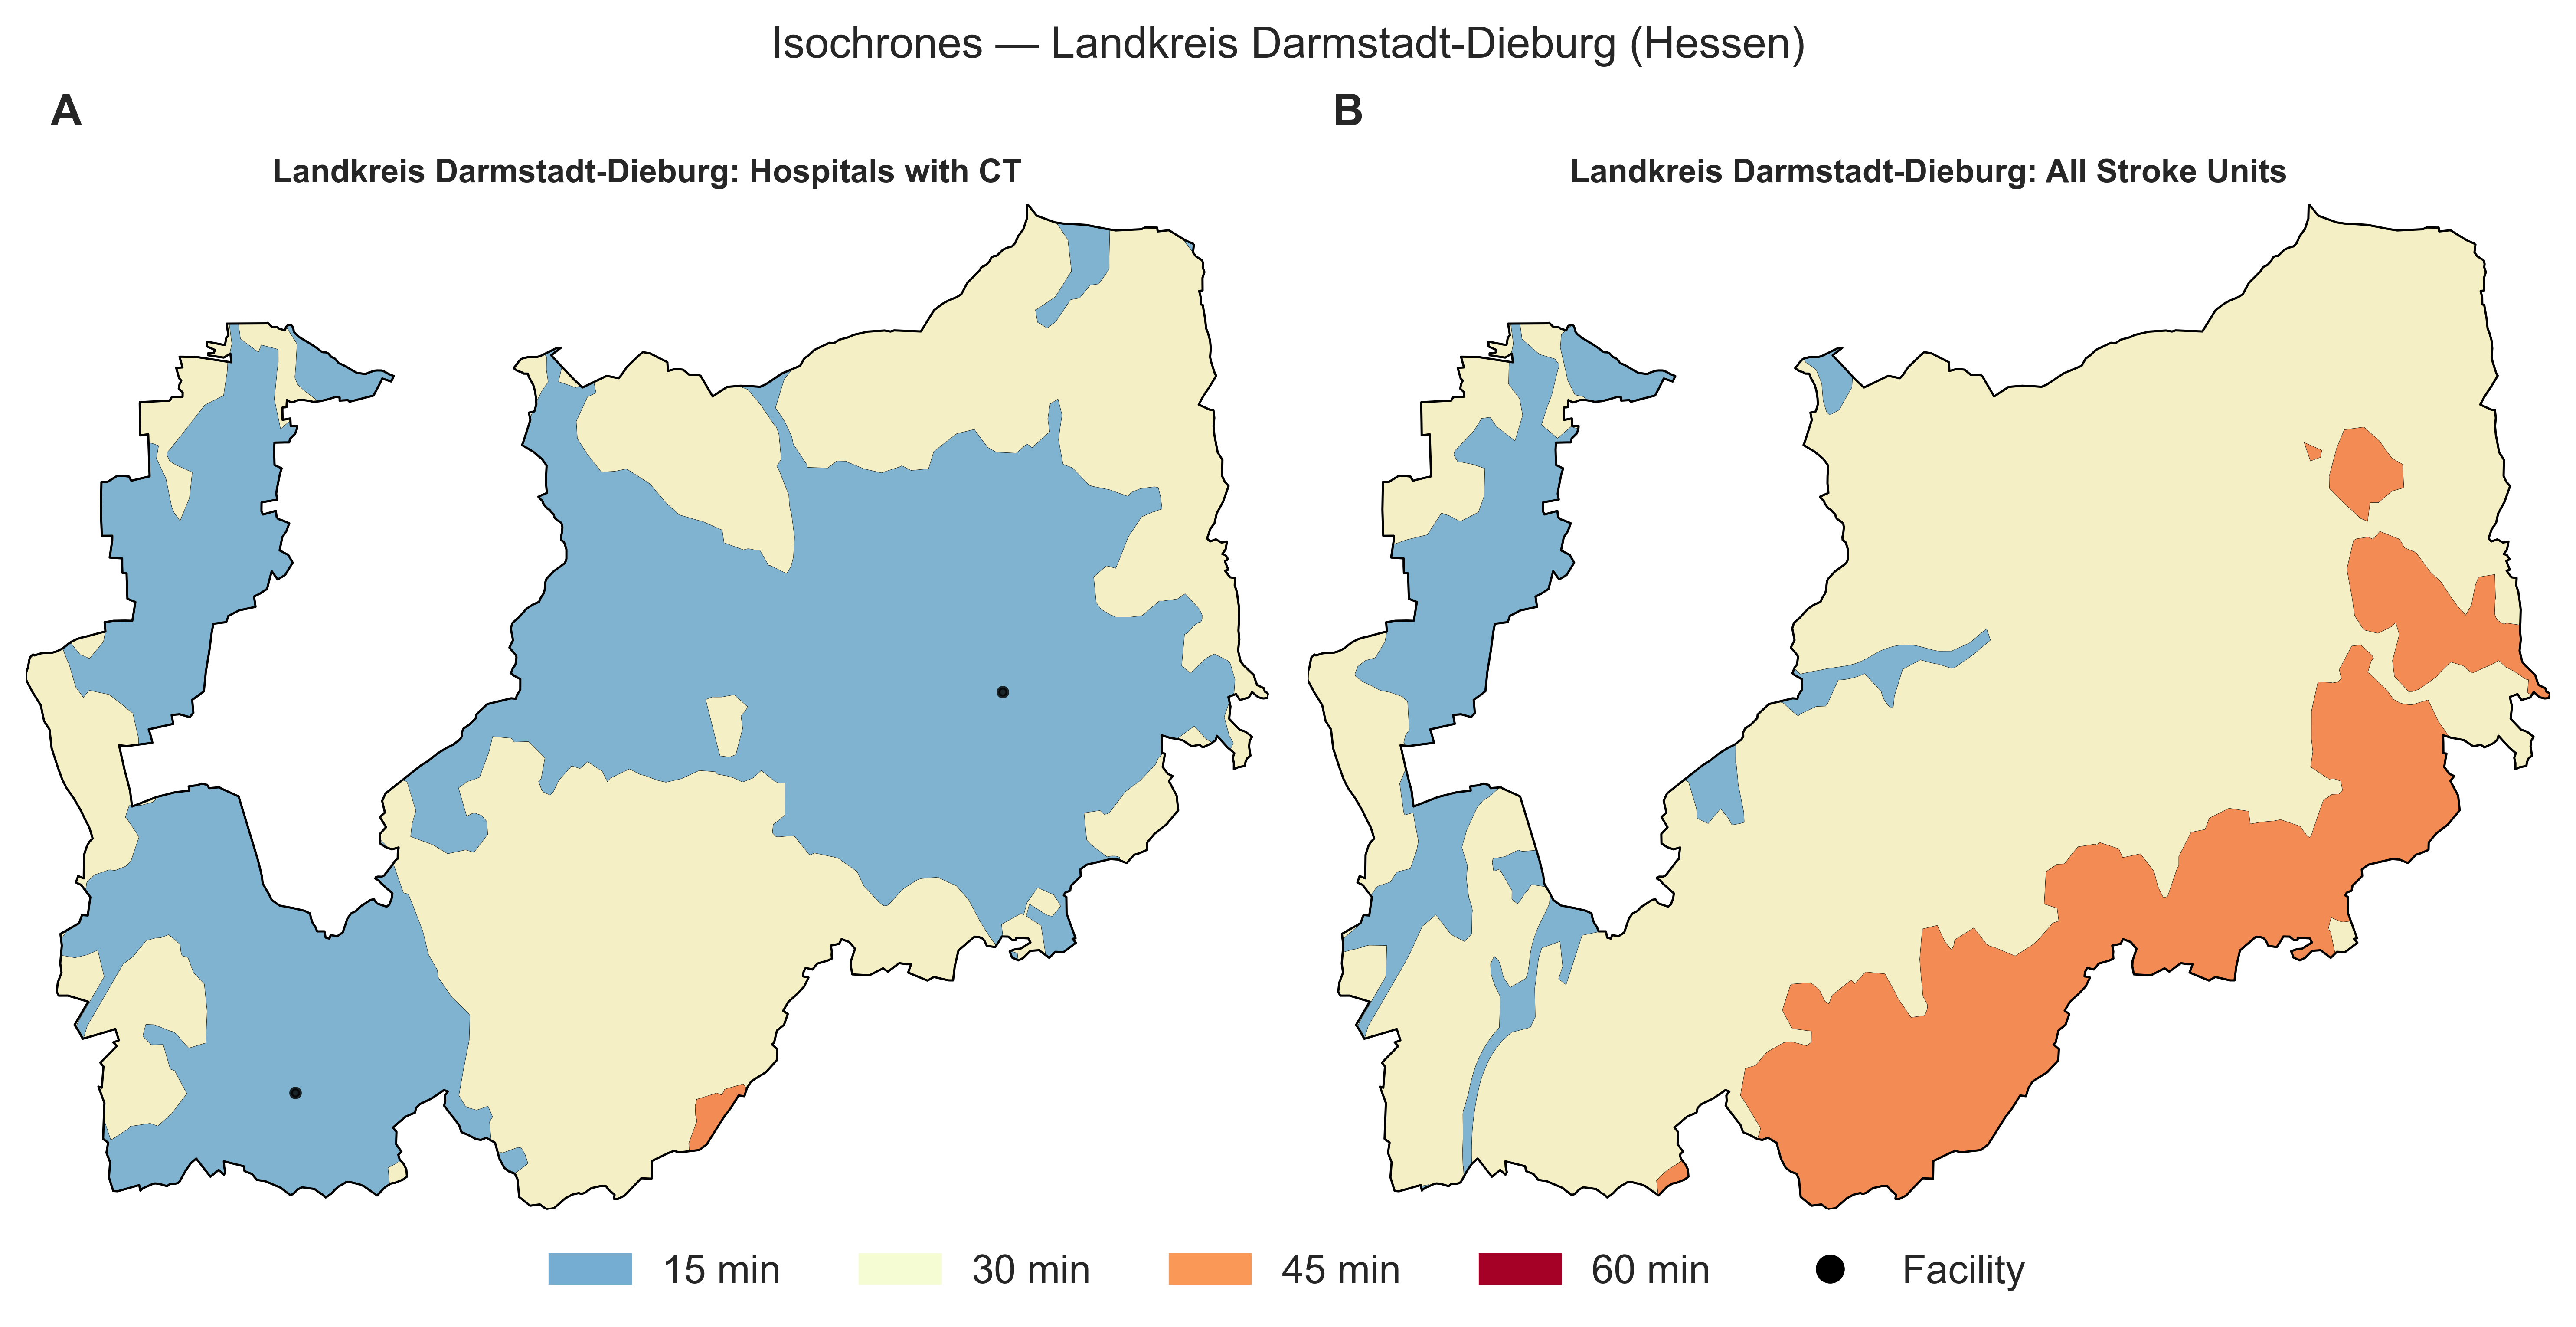 Isochrones — Landkreis Darmstadt-Dieburg (Hessen)
A
B
Landkreis Darmstadt-Dieburg: Hospitals with CT
Landkreis Darmstadt-Dieburg: All Stroke Units
15 min
30 min
45 min
60 min
Facility